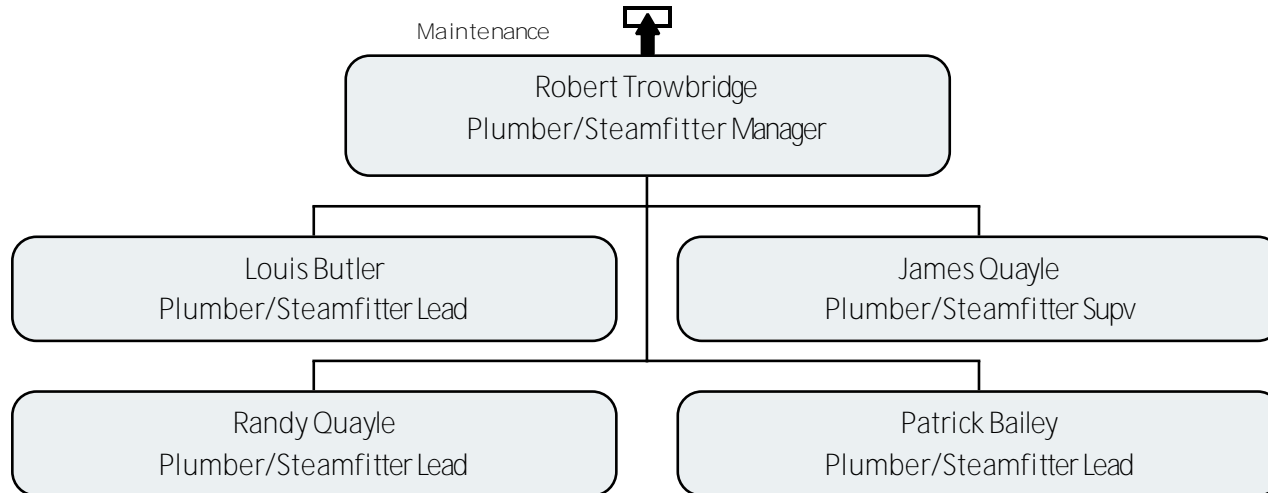 Maintenance
Robert Trowbridge
Plumber/Steamfitter Manager
Louis Butler
Plumber/Steamfitter Lead
James Quayle
Plumber/Steamfitter Supv
Randy Quayle
Plumber/Steamfitter Lead
Patrick Bailey
Plumber/Steamfitter Lead